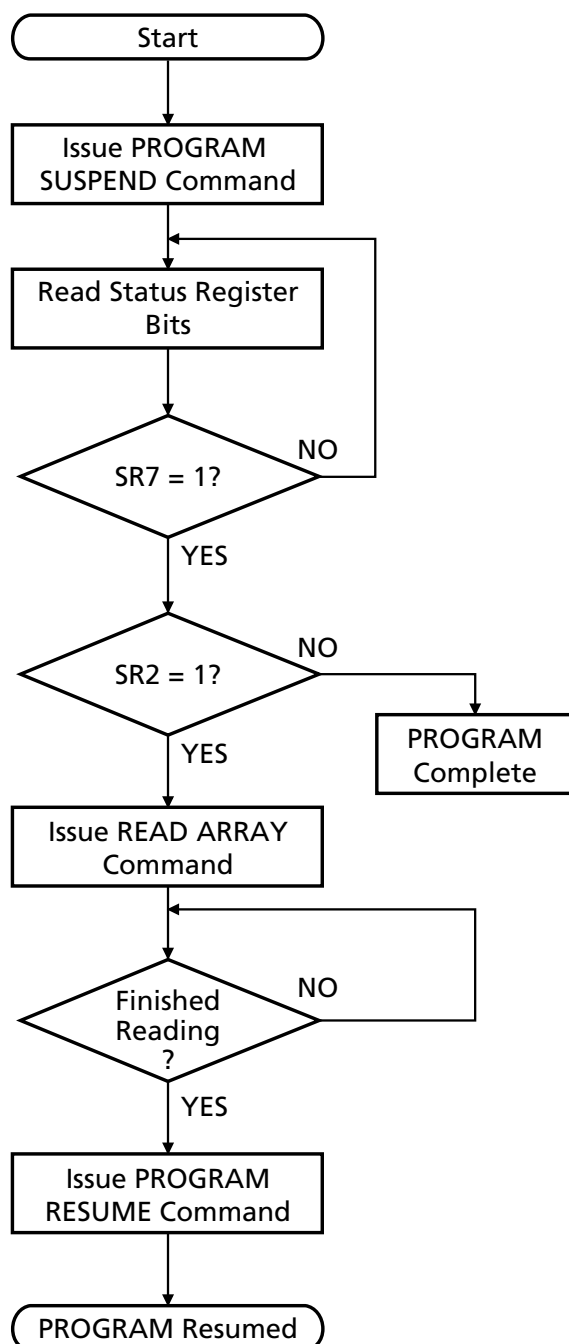 Start
Issue PROGRAM
SUSPEND Command
Read Status Register
Bits
NO
SR7 = 1?
YES
NO
SR2 = 1?
YES
PROGRAM
Complete
Issue READ ARRAY
Command
NO
Finished
Reading
?
YES
Issue PROGRAM
RESUME Command
PROGRAM Resumed